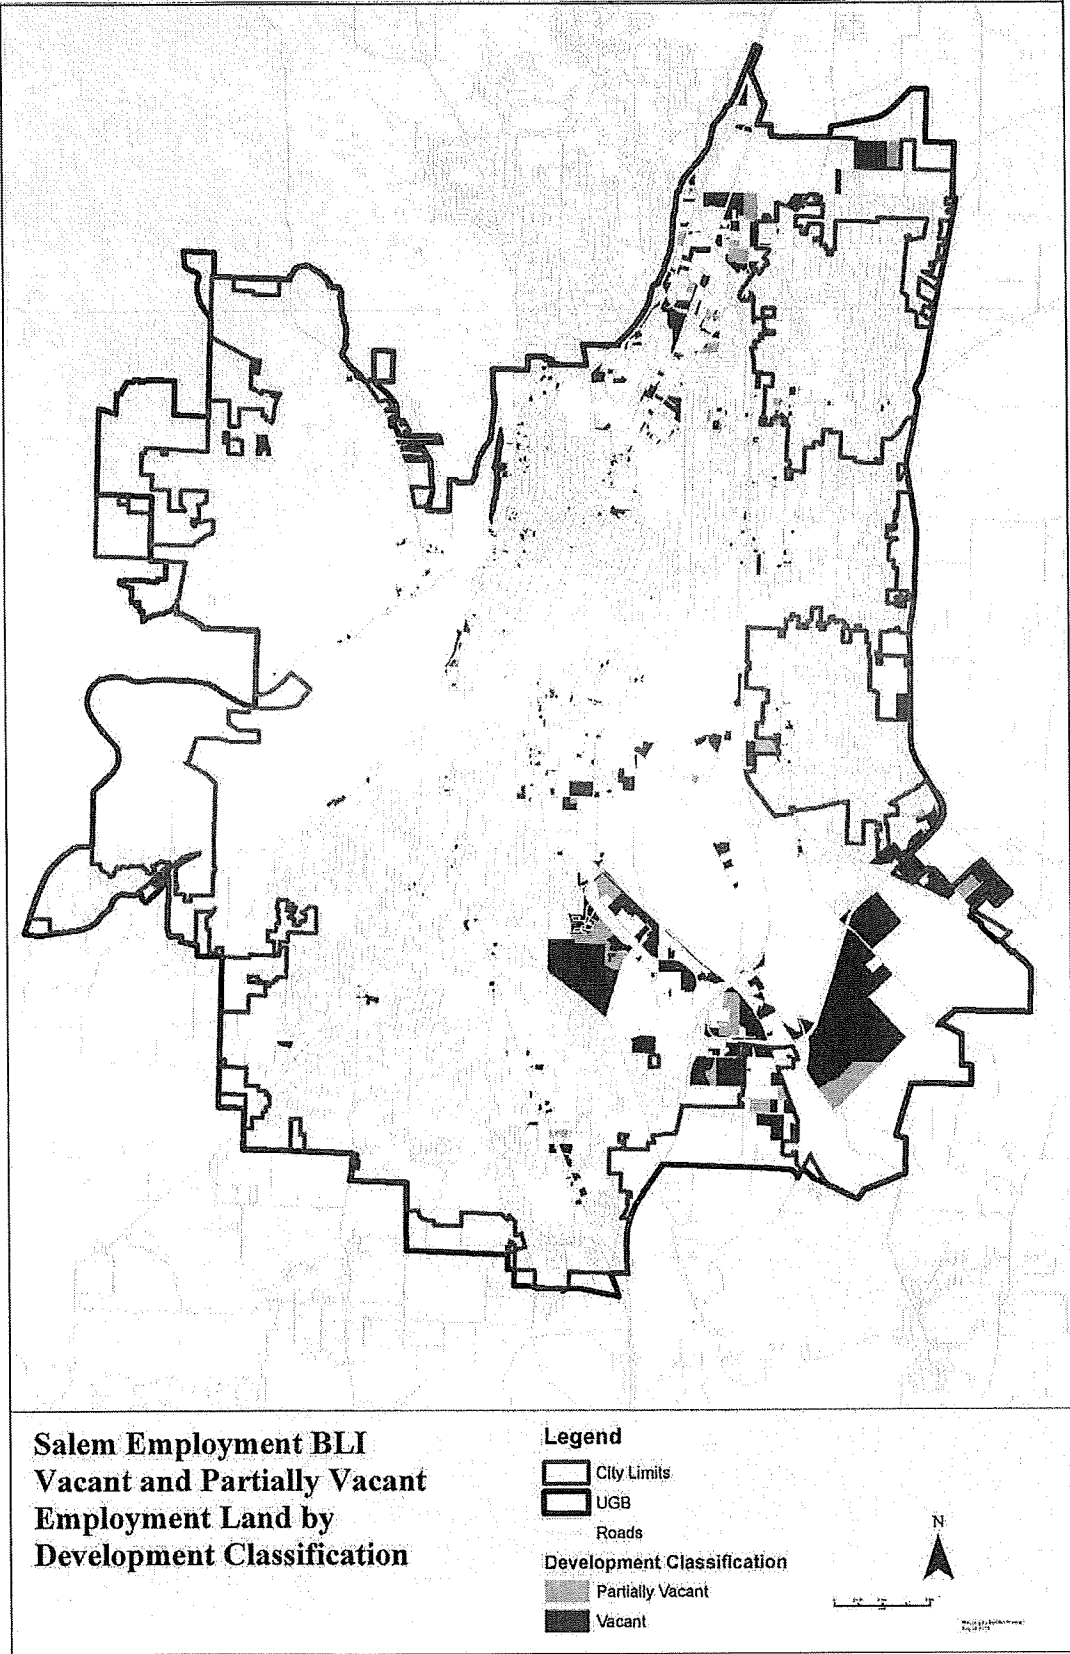 Salem Employment BLI
Vacant and Partially Vacant
Employment Land by
Development Classification
Legend
City Limits
UGB
Roads
Development Classification
Partially Vacant
Vacant
N